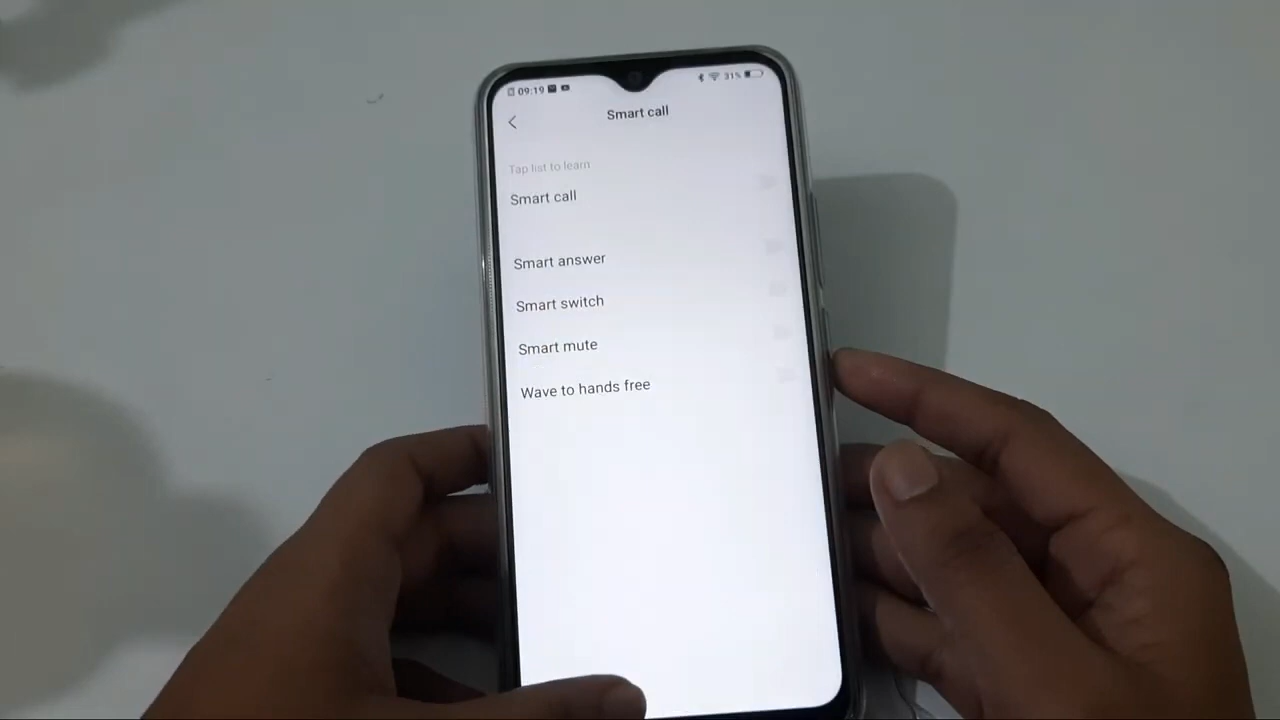 09:19
31%
Smart call
Tap list to learn
Smart call
Smart answer
Smart switch
Smart mute
Wave to hands free